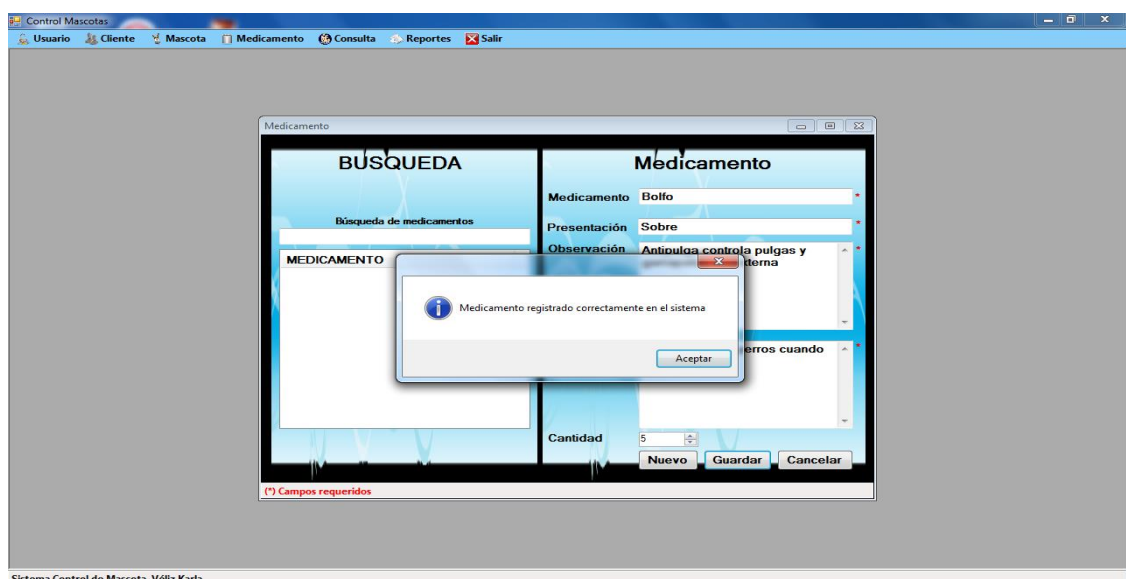 Control Mascotas
Usuario Cliente Mascota Medicamento Consulta Reportes Salir
Medicamento
BÚSQUEDA
Búsqueda de medicamentos
MEDICAMENTO
Medicamento
Medicamento Bolfo *
Presentación Sobre *
Observación Antipulga controla pulgas y *
externa
Medicamento registrado correctamente en el sistema
Aceptar
erros cuando *
Cantidad 5
Nuevo Guardar Cancelar
(*) Campos requeridos
Sistema Control de Mascota Véliz Karla